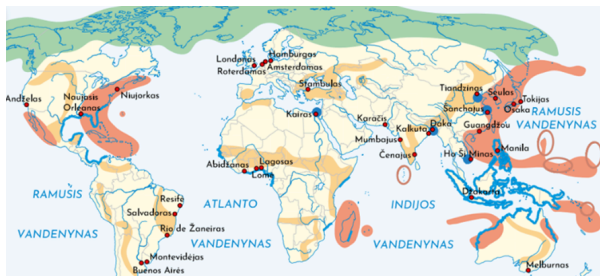 Hamburgas
Londonas
Roterdamas
Amsterdamas
Stambulas
Andželos
Naujasis
Orleanas
Niujorkas
Tiandzinas
Seulas
Tokijas
Osaka
Šanchajus
RAMUSIS
VANDENYNAS
Kairas
Karačis
Kalkuta
Daka
Guangdžou
Mumbajus
Manila
Abidžanas
Lagosas
Lomė
Čenajus
Ho Ši Minas
Džakarta
RAMUSIS
VANDENYNAS
Resifė
ATLANTO
VANDENYNAS
INDIJOS
VANDENYNAS
Salvadoras
Rio de Žaneiras
Montevidėjas
Buenos Airės
Melburnas